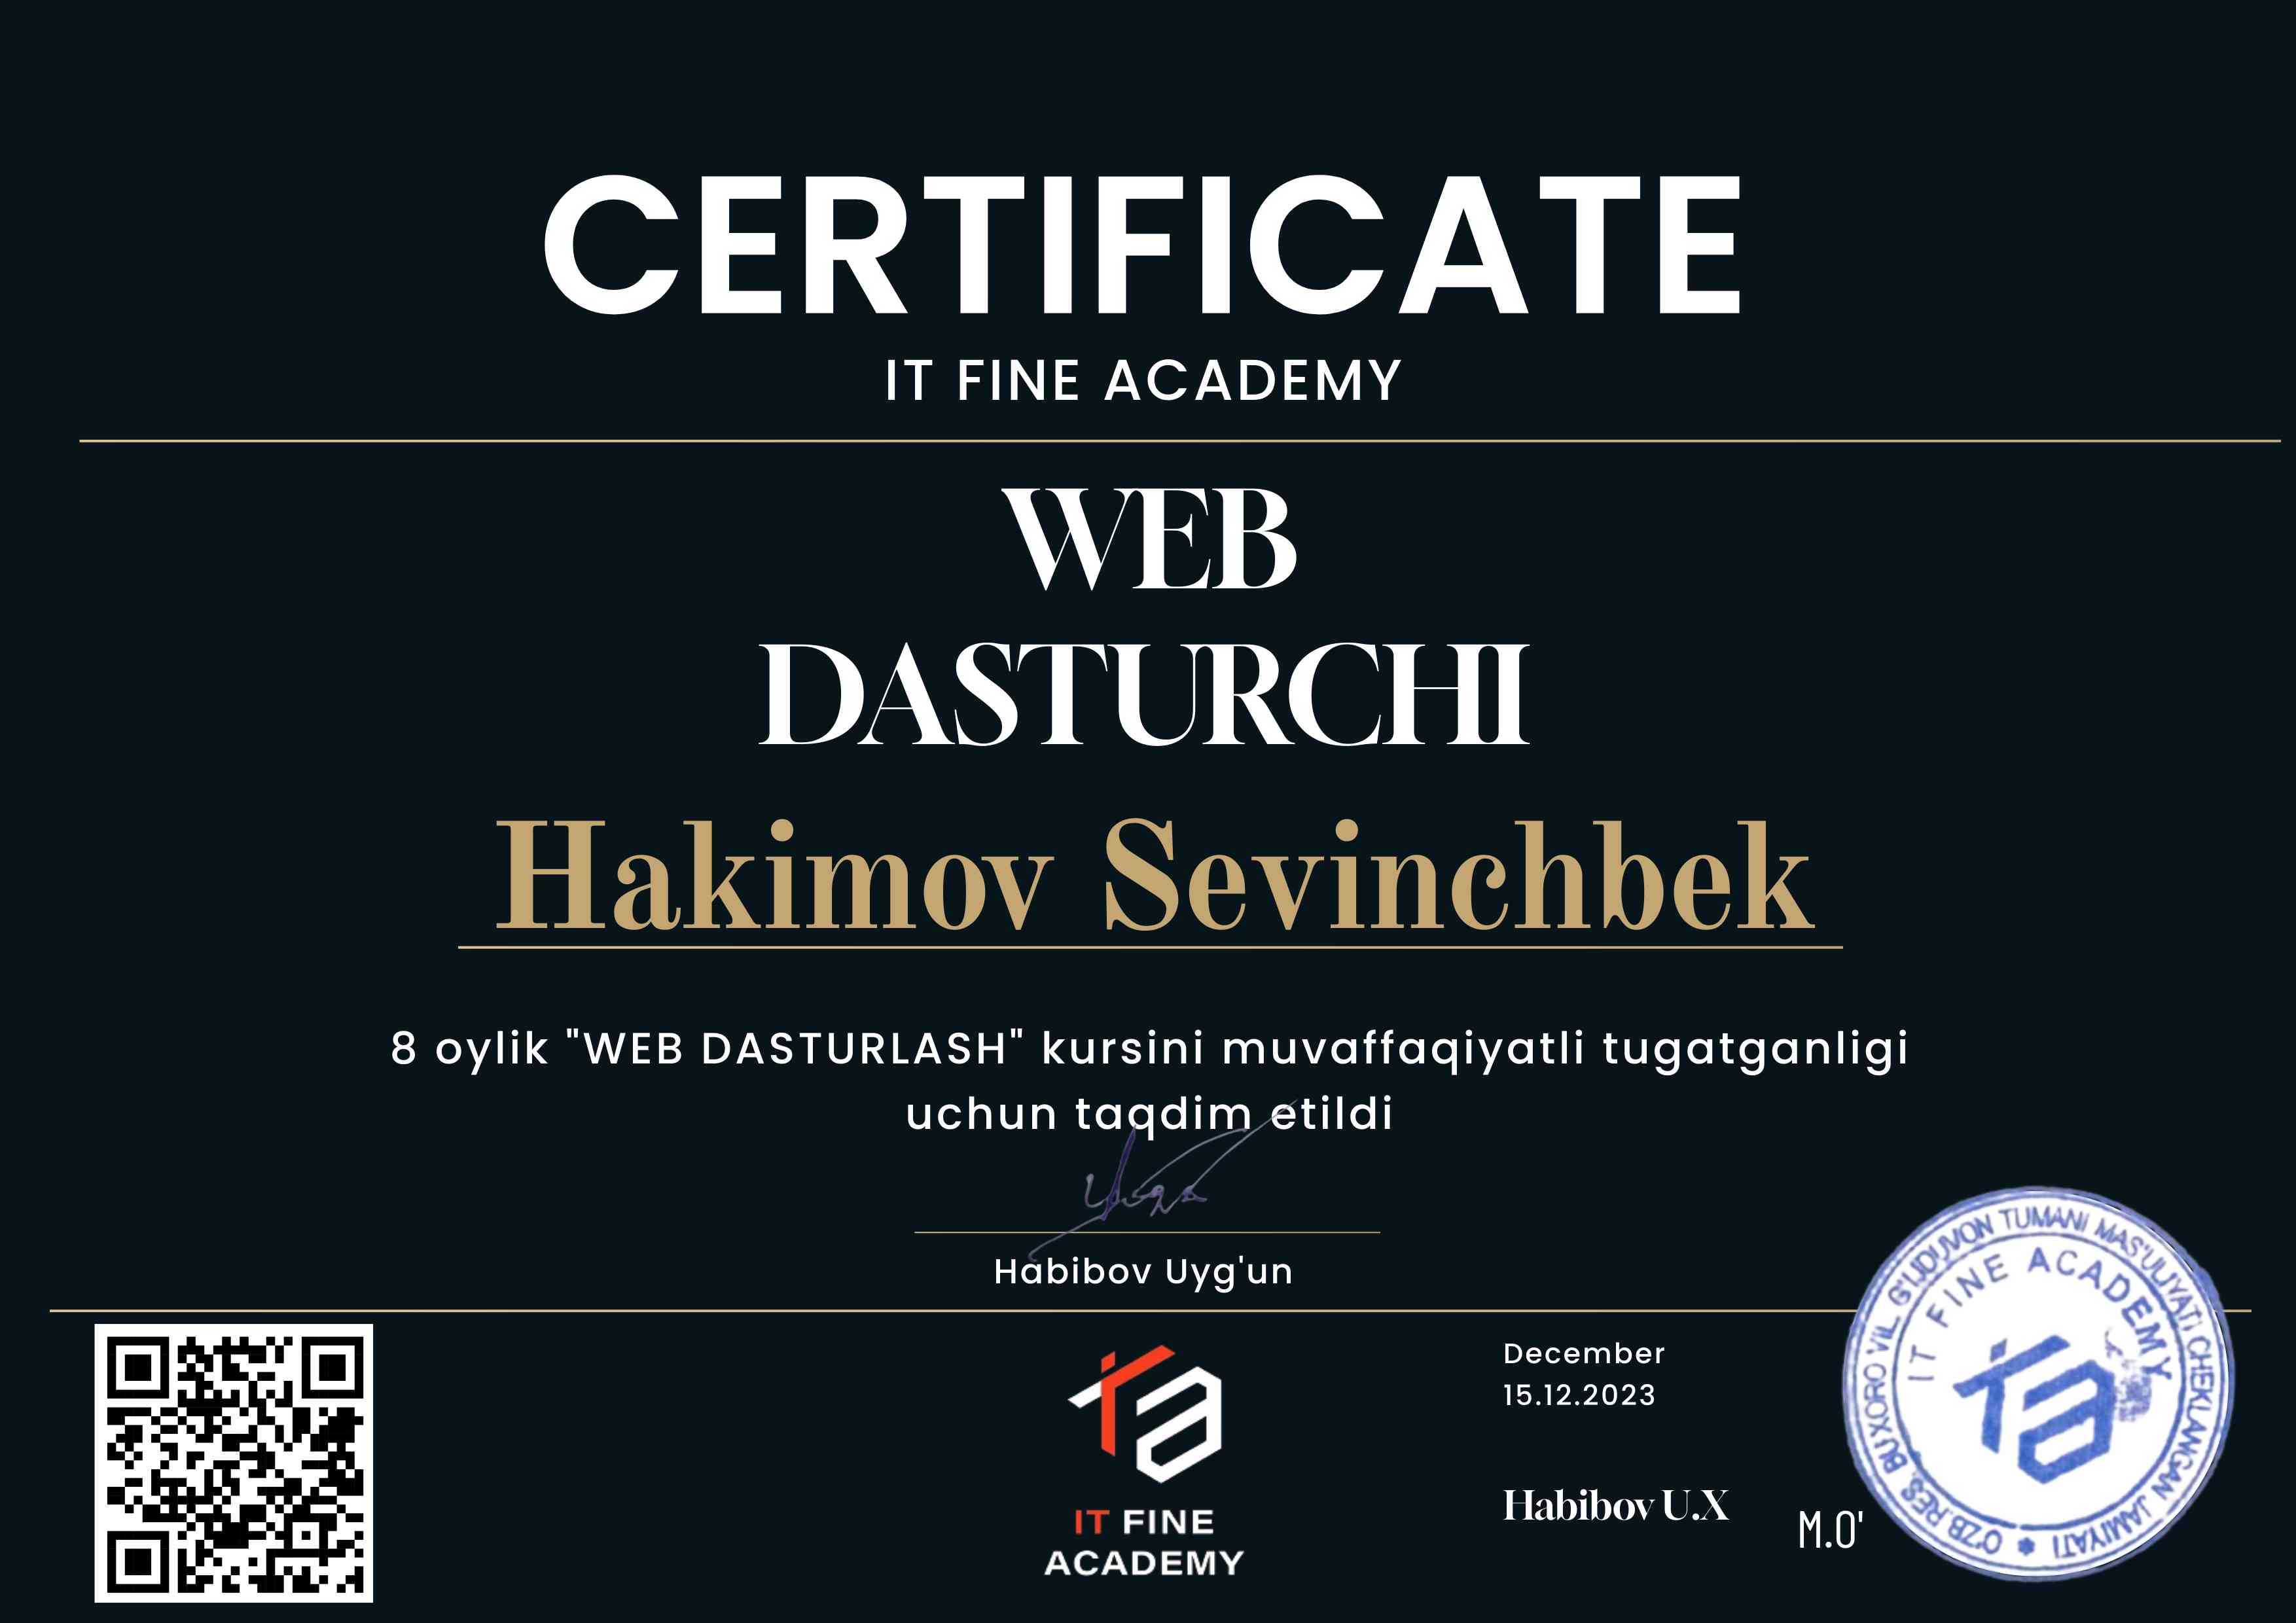 CERTIFICATE
IT FINE ACADEMY
WEB
DASTURCHI
Hakimov Sevinchbek
8 oylik "WEB DASTURLASH" kursini muvaffaqiyatli tugatganligi
uchun taqdim etildi
Habibov Uyg'un
IT FINE
ACADEMY
December
15.12.2023
Habibov U.X
M.O'
O'ZB.RES. BUXORO VIL. G'IJDUVON TUMANI MAS'ULIYATI CHEKLANGAN JAMIYATI
IT FINE ACADEMY